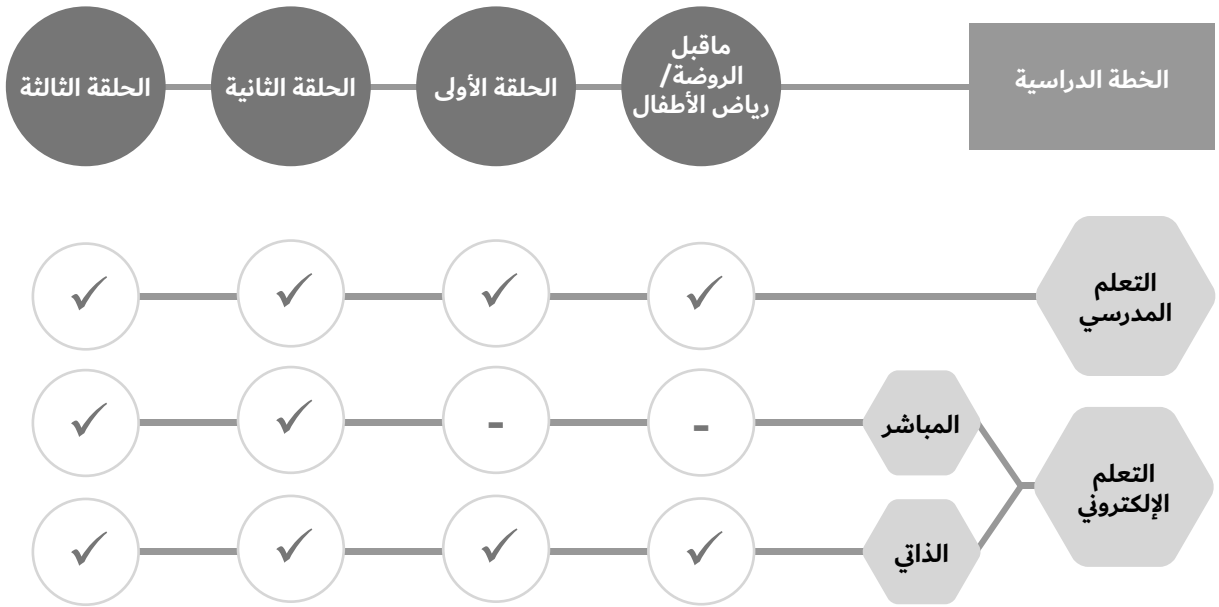 الخطة الدراسية
ماقبل
الروضة/
رياض الأطفال
الحلقة الأولى
الحلقة الثانية
الحلقة الثالثة
التعلم
المدرسي
✓ ✓ ✓ ✓
التعلم
الإلكتروني
المباشر
- - ✓ ✓
الذاتي
✓ ✓ ✓ ✓